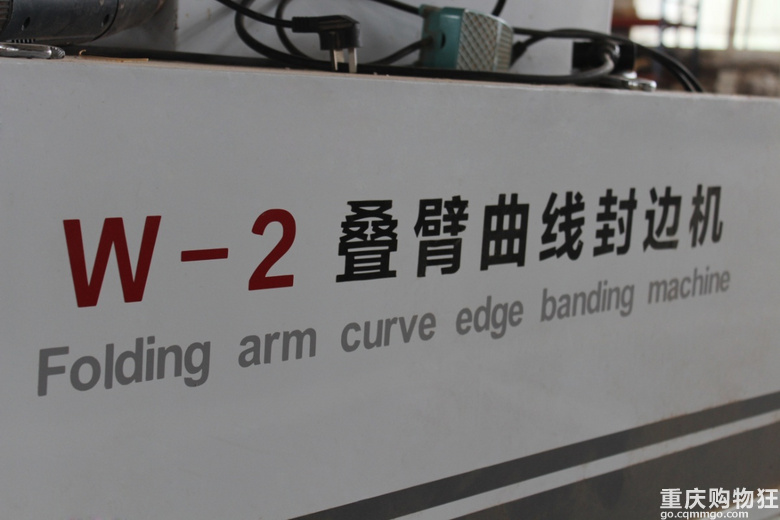 W-2 叠臂曲线封边机
Folding arm curve edge banding machine
重庆购物狂
go.cqmmgo.com